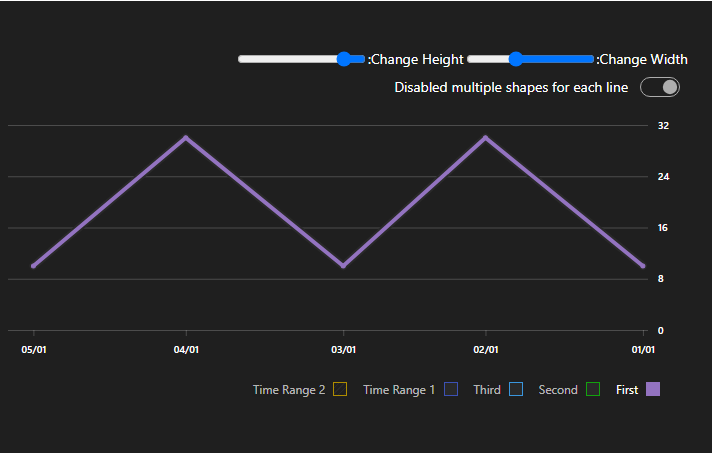 :Change Height :Change Width
Disabled multiple shapes for each line
32
24
16
8
0
05/01 04/01 03/01 02/01 01/01
Time Range 2 Time Range 1 Third Second First